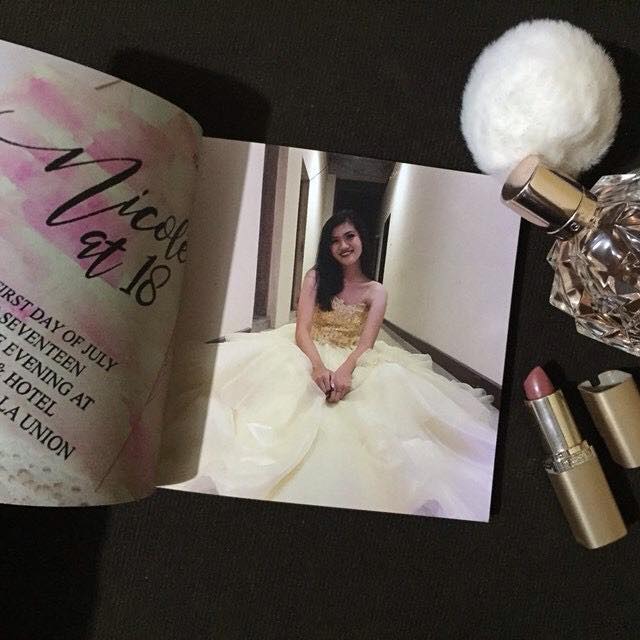 Nicole
at 18
FIRST DAY OF JULY
SEVENTEEN
EVENING AT
& HOTEL
LA UNION